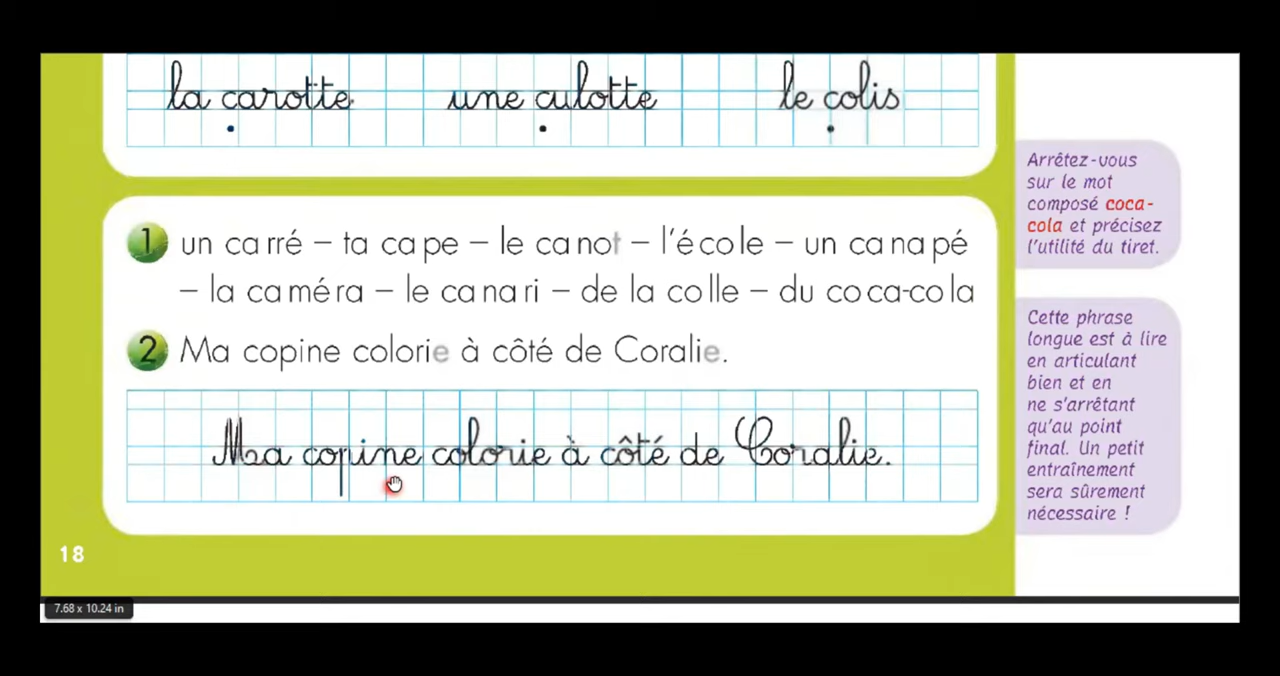 la carotte une culotte le colis
1 un carré – ta cape – le canot – l'école – un canapé
– la caméra – le canari – de la colle – du coca-cola
2 Ma copine colorie à côté de Coralie.
Ma copine colorie à côté de Coralie.
18
7.68 x 10.24 in
Arrêtez-vous
sur le mot
composé coca-
cola et précisez
l'utilité du tiret.
Cette phrase
longue est à lire
en articulant
bien et en
ne s'arrêtant
qu'au point
final. Un petit
entraînement
sera sûrement
nécessaire !